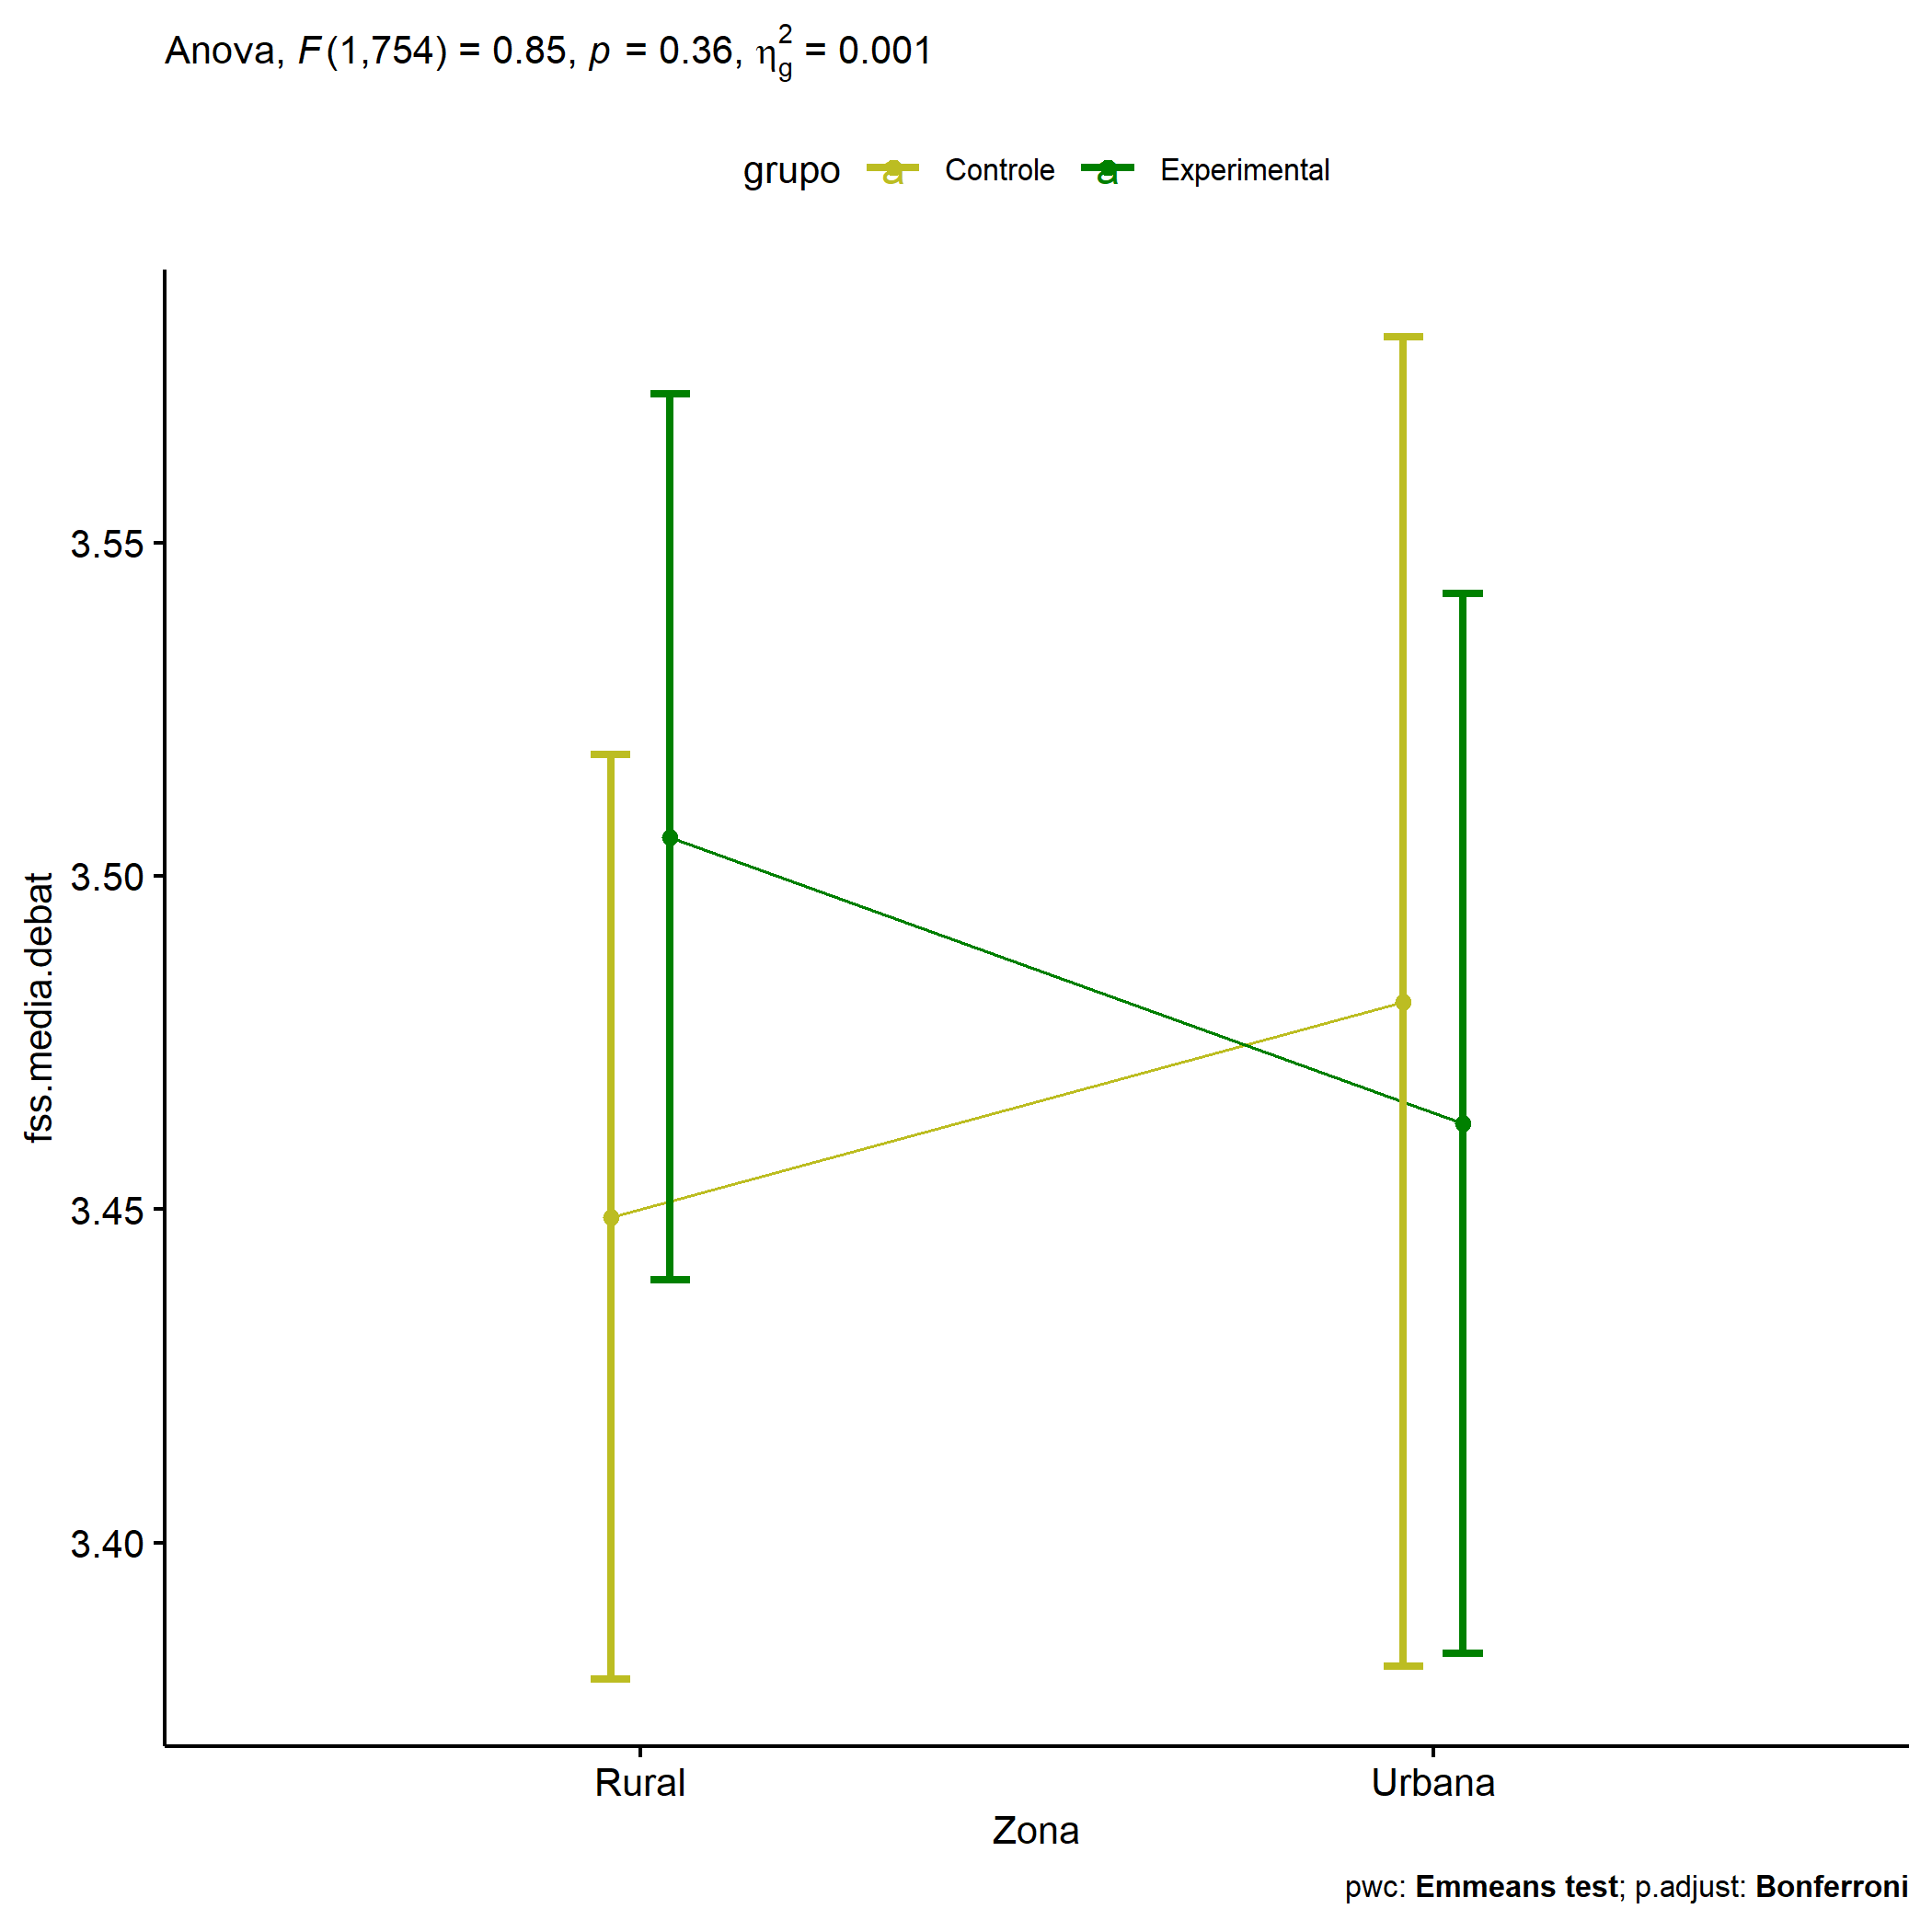 Anova, F(1,754) = 0.85, p = 0.36, η²g = 0.001
grupo a Controle a Experimental
fss.media.debat
3.55
3.50
3.45
3.40
Rural Urbana
Zona
pwc: Emmeans test; p.adjust: Bonferroni